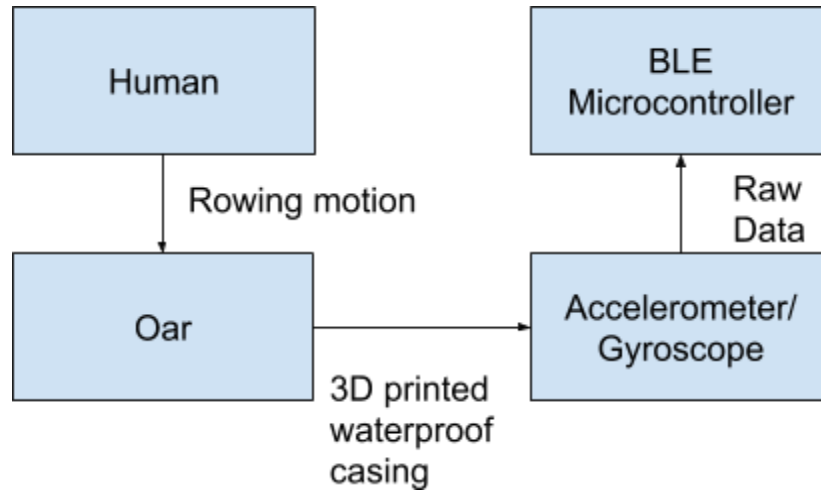 Human
BLE
Microcontroller
Rowing motion
Raw
Data
Oar
Accelerometer/
Gyroscope
3D printed
waterproof
casing